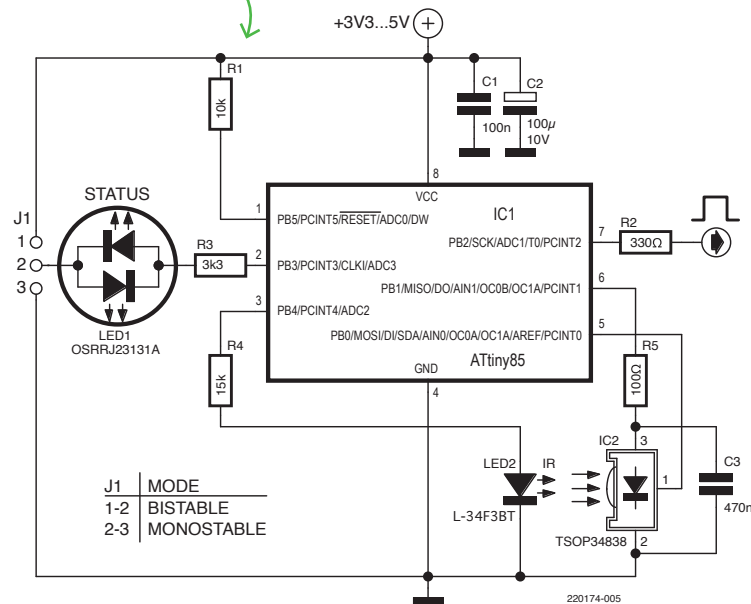 +3V3...5V
R1
10k
C1
100n
C2
100µ
10V
STATUS
J1
1
2
3
LED1
OSRRJ23131A
R3
3k3
8
VCC
IC1
1
PB5/PCINT5/RESET/ADC0/DW
2
PB3/PCINT3/CLKI/ADC3
3
PB4/PCINT4/ADC2
7
PB2/SCK/ADC1/T0/PCINT2
6
PB1/MISO/DO/AIN1/OC0B/OC1A/PCINT1
5
PB0/MOSI/DI/SDA/AIN0/OC0A/OC1A/AREF/PCINT0
GND
ATtiny85
4
R2
330Ω
R4
15k
R5
100Ω
LED2
IR
L-34F3BT
IC2
3
1
2
TSOP34838
C3
470n
J1 MODE
1-2 BISTABLE
2-3 MONOSTABLE
220174-005